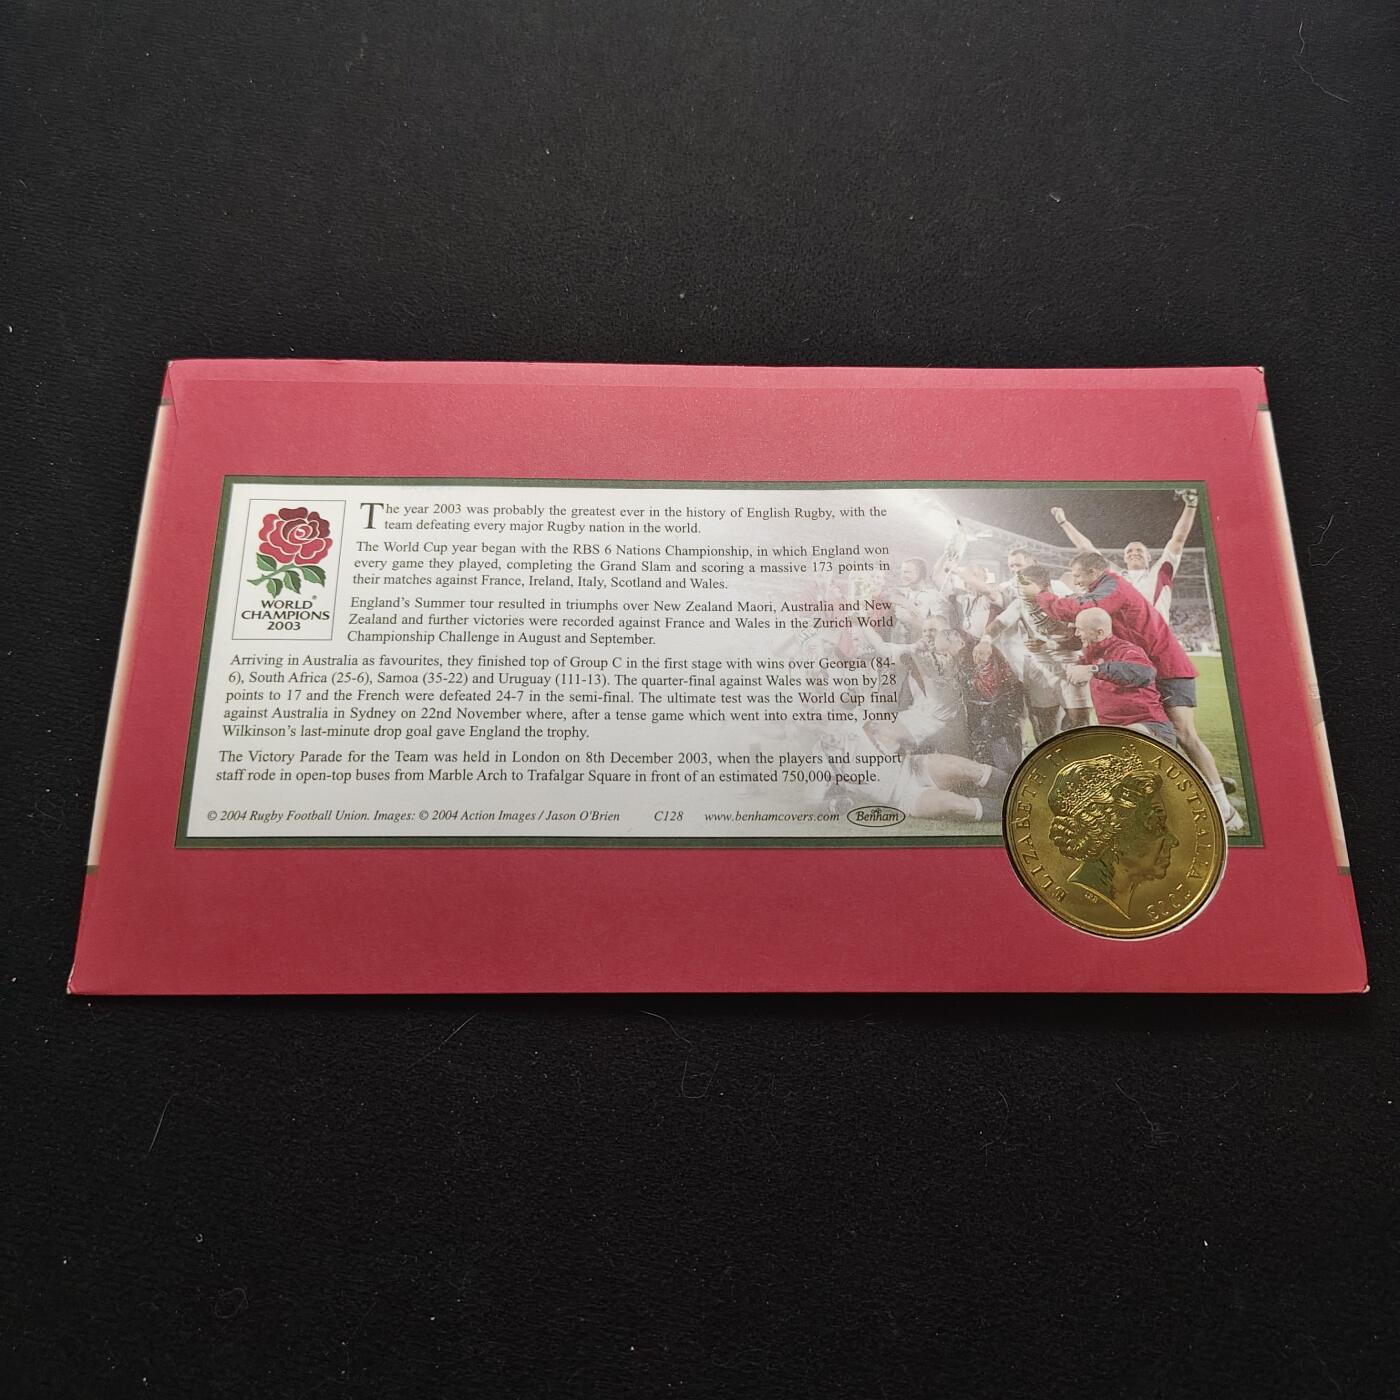 WORLD®
CHAMPIONS
2003
The year 2003 was probably the greatest ever in the history of English Rugby, with the
team defeating every major Rugby nation in the world.
The World Cup year began with the RBS 6 Nations Championship, in which England won
every game they played, completing the Grand Slam and scoring a massive 173 points in
their matches against France, Ireland, Italy, Scotland and Wales.
England's Summer tour resulted in triumphs over New Zealand Maori, Australia and New
Zealand and further victories were recorded against France and Wales in the Zurich World
Championship Challenge in August and September.
Arriving in Australia as favourites, they finished top of Group C in the first stage with wins over Georgia (84-
6), South Africa (25-6), Samoa (35-22) and Uruguay (111-13). The quarter-final against Wales was won by 28
points to 17 and the French were defeated 24-7 in the semi-final. The ultimate test was the World Cup final
against Australia in Sydney on 22nd November where, after a tense game which went into extra time, Jonny
Wilkinson's last-minute drop goal gave England the trophy.
The Victory Parade for the Team was held in London on 8th December 2003, when the players and support
staff rode in open-top buses from Marble Arch to Trafalgar Square in front of an estimated 750,000 people.
© 2004 Rugby Football Union. Images: © 2004 Action Images / Jason O'Brien C128 www.benhamcovers.com Benham
ELIZABETH II AUSTRALIA 2003
IRB